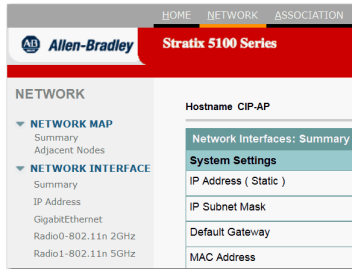 HOME NETWORK ASSOCIATION
AB Allen-Bradley Stratix 5100 Series
NETWORK
NETWORK MAP
Summary
Adjacent Nodes
NETWORK INTERFACE
Summary
IP Address
GigabitEthernet
Radio0-802.11n 2GHz
Radio1-802.11n 5GHz
Hostname CIP-AP
Network Interfaces: Summary
System Settings
IP Address ( Static )
IP Subnet Mask
Default Gateway
MAC Address